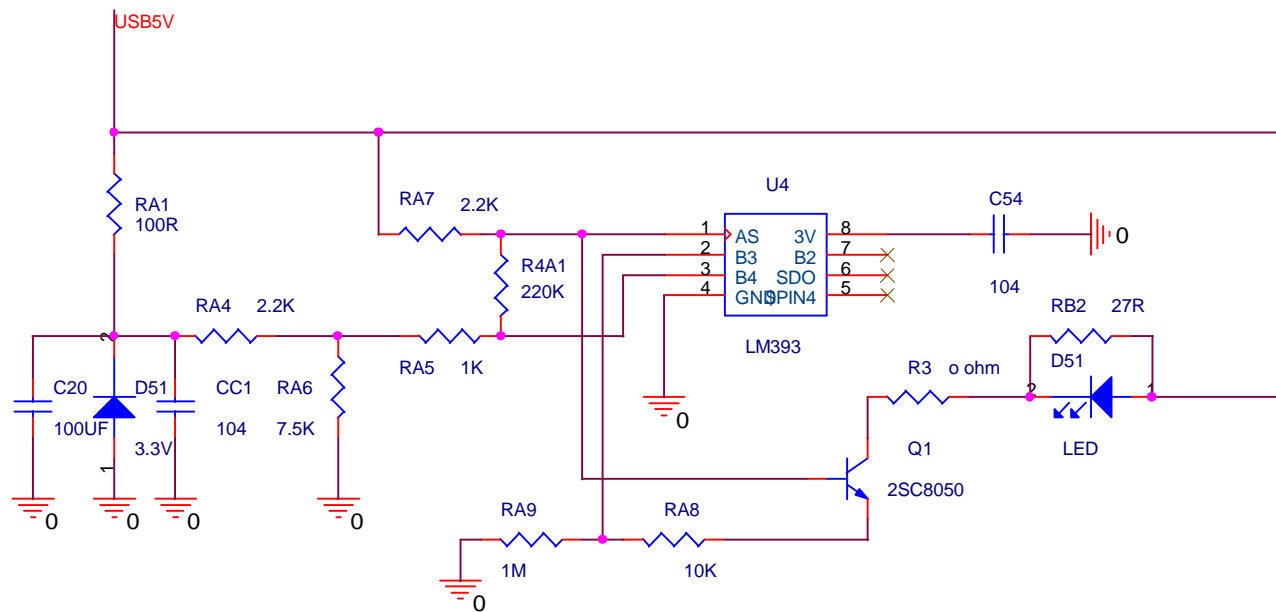 USB5V
RA1
100R
RA7
2.2K
R4A1
220K
U4
1
2
3
4
AS
B3
B4
GND
3V
B2
SDO
$PIN4
8
7
6
5
LM393
C54
104
0
RA4
2.2K
RA5
1K
RA6
7.5K
0
2
C20
100UF
0
D51
3.3V
1
0
CC1
104
0
0
RB2
27R
D51
2
1
LED
R3
o ohm
Q1
2SC8050
RA9
1M
RA8
10K
0